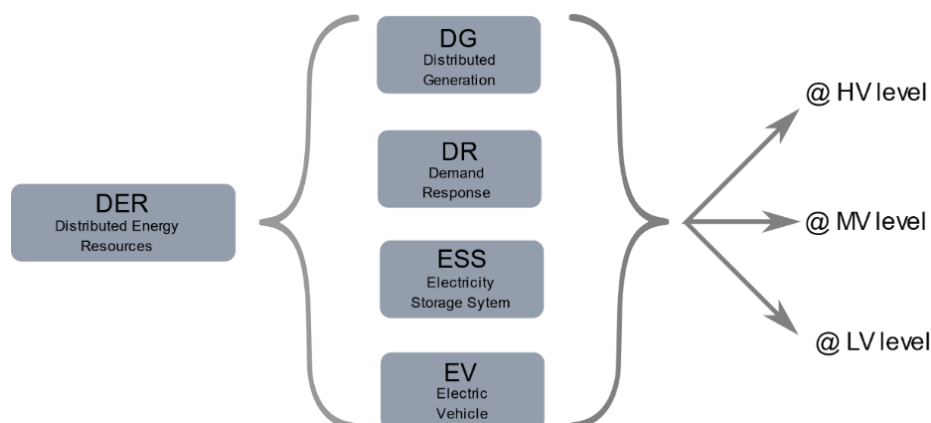 DER
Distributed Energy
Resources
DG
Distributed
Generation
DR
Demand
Response
ESS
Electricity
Storage Sytem
EV
Electric
Vehicle
@ HV level
@ MV level
@ LV level